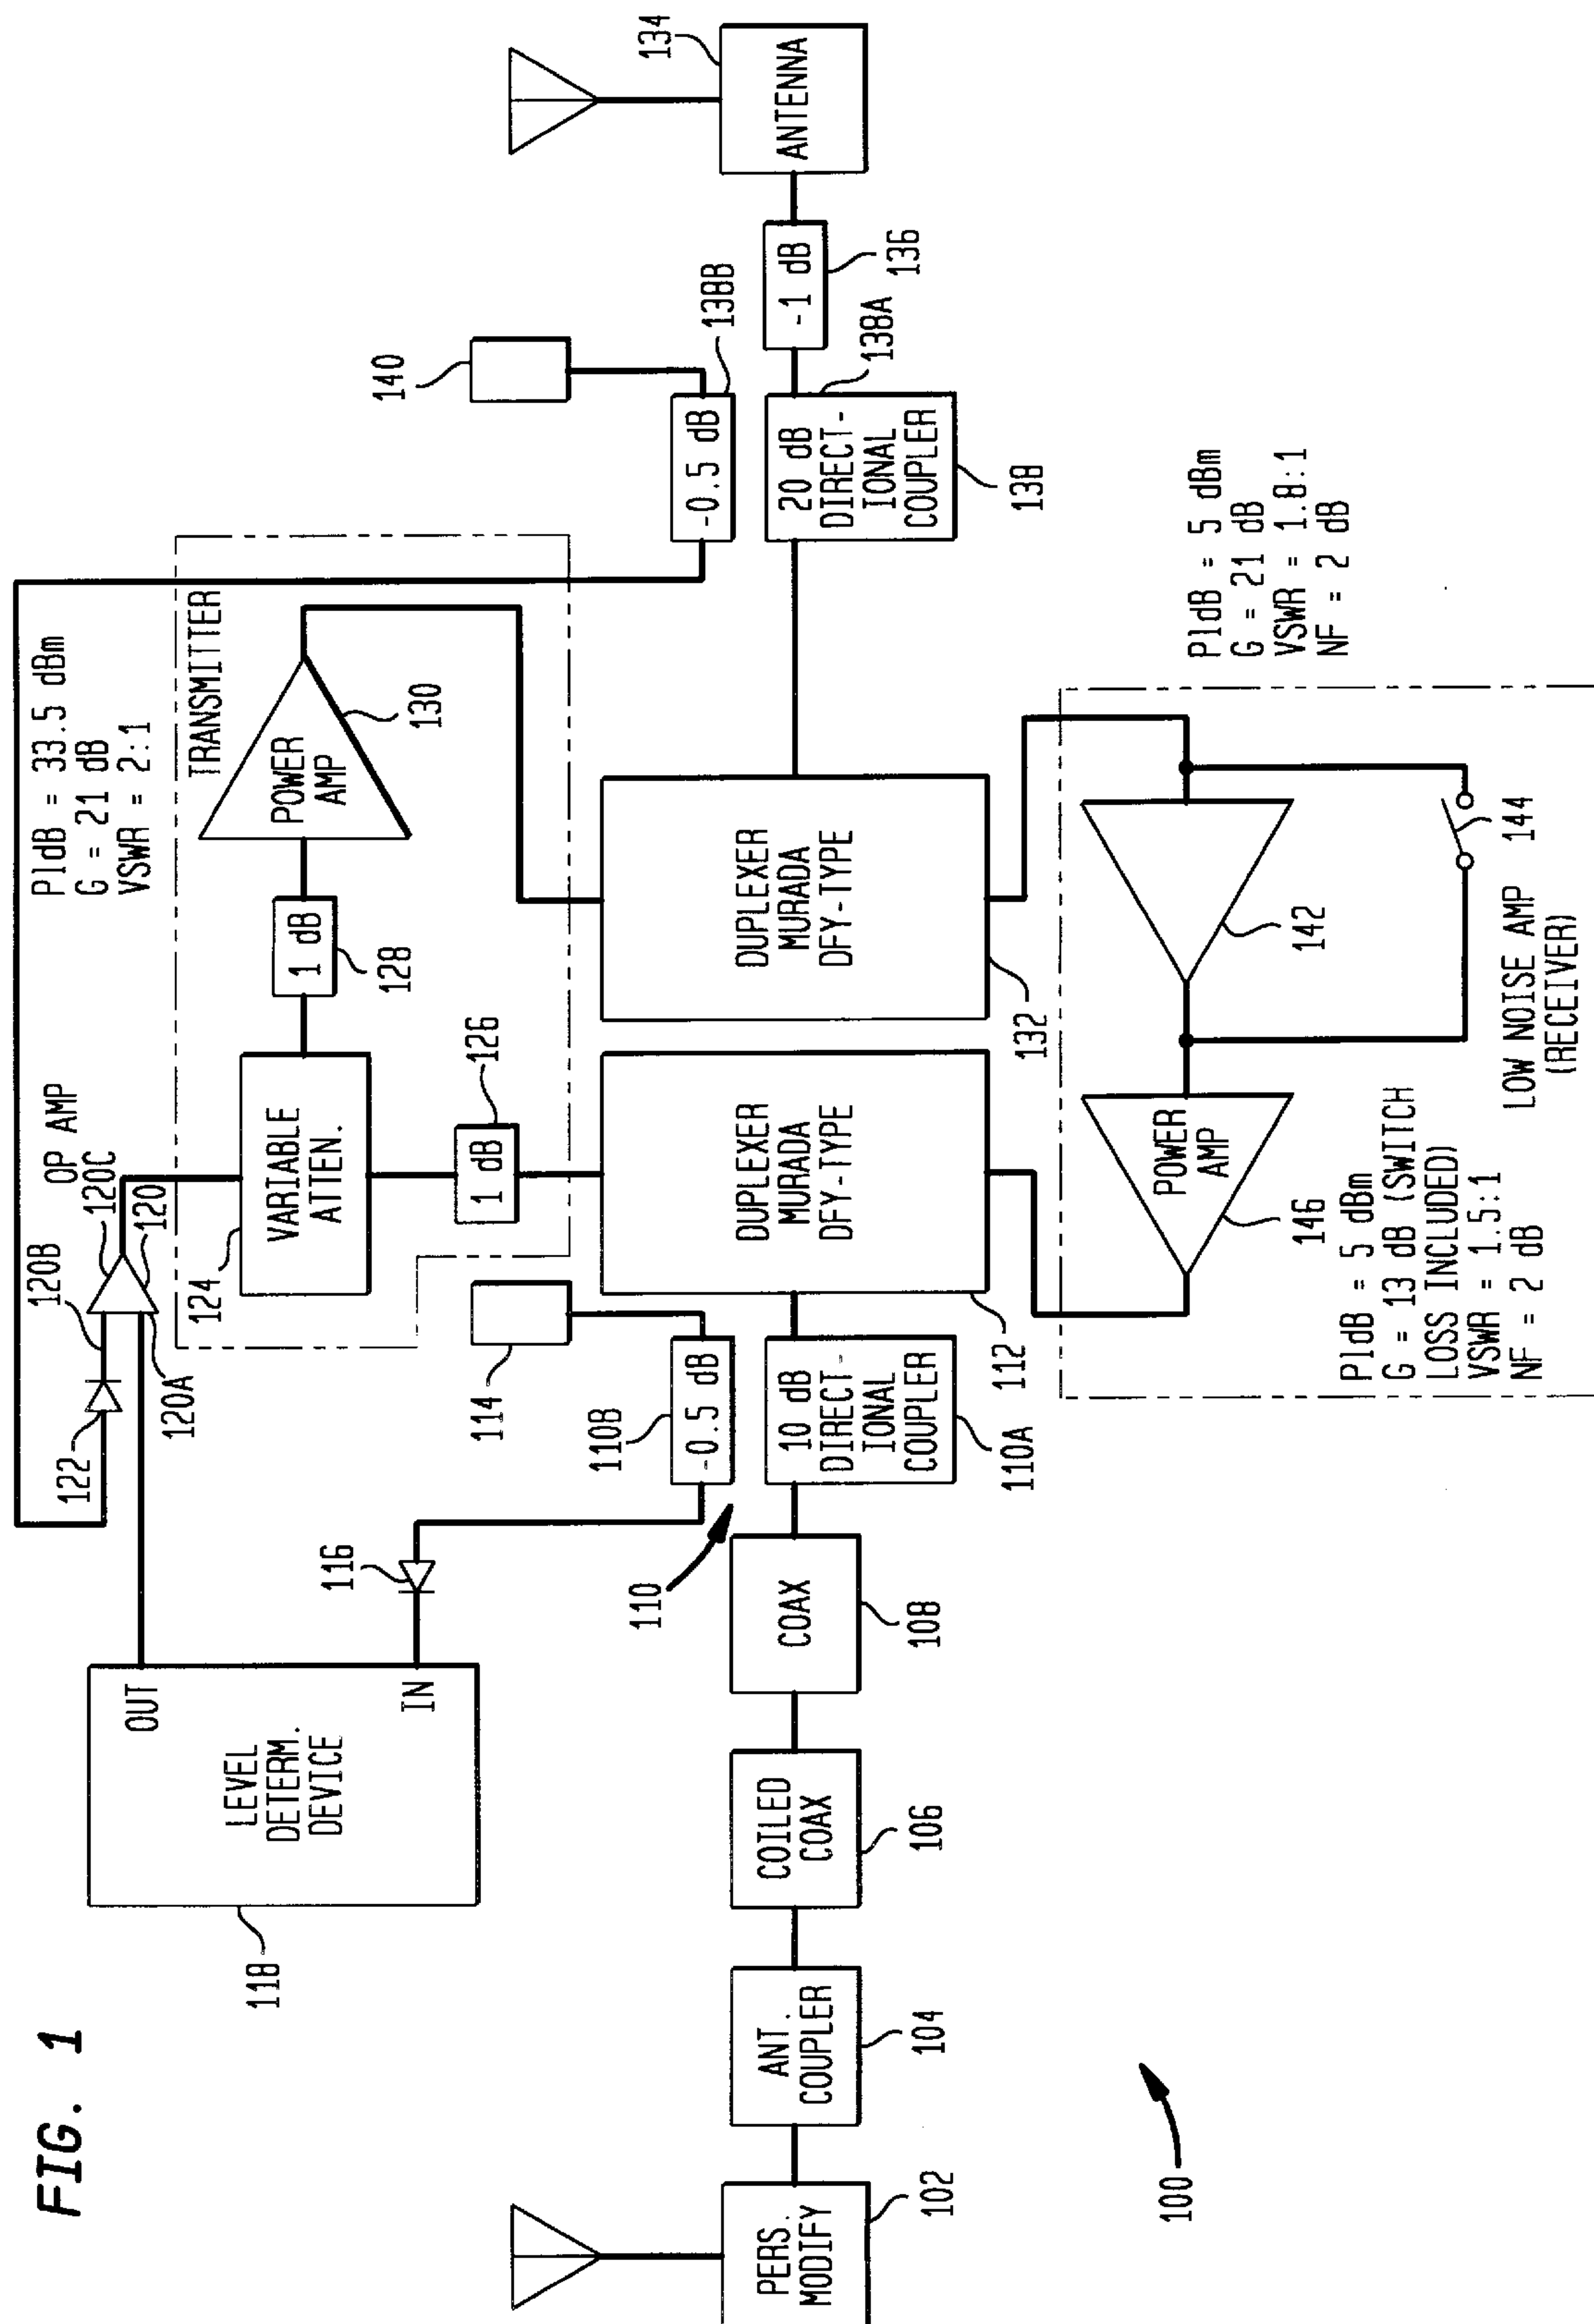 FIG. 1
118
LEVEL
DETERM.
DEVICE
OUT
IN
116
122
120B
120A
OP AMP
120C
120
124
VARIABLE
ATTEN.
1 dB
126
1 dB
128
PldB = 33.5 dBm
G = 21 dB
VSWR = 2:1
TRANSMITTER
POWER
AMP
130
140
-0.5 dB
138B
114
110B
-0.5 dB
110
100
PERS.
MODIFY
102
ANT.
COUPLER
104
COILED
COAX
106
COAX
108
10 dB
DIRECT-
IONAL
COUPLER
110A
DUPLEXER
MURADA
DFY-TYPE
112
DUPLEXER
MURADA
DFY-TYPE
132
20 dB
DIRECT-
IONAL
COUPLER
138
138A
-1 dB
136
ANTENNA
134
POWER
AMP
146
142
144
PldB = 5 dBm
G = 13 dB (SWITCH
LOSS INCLUDED)
VSWR = 1.5:1
NF = 2 dB
LOW NOISE AMP
(RECEIVER)
PldB = 5 dBm
G = 21 dB
VSWR = 1.8:1
NF = 2 dB